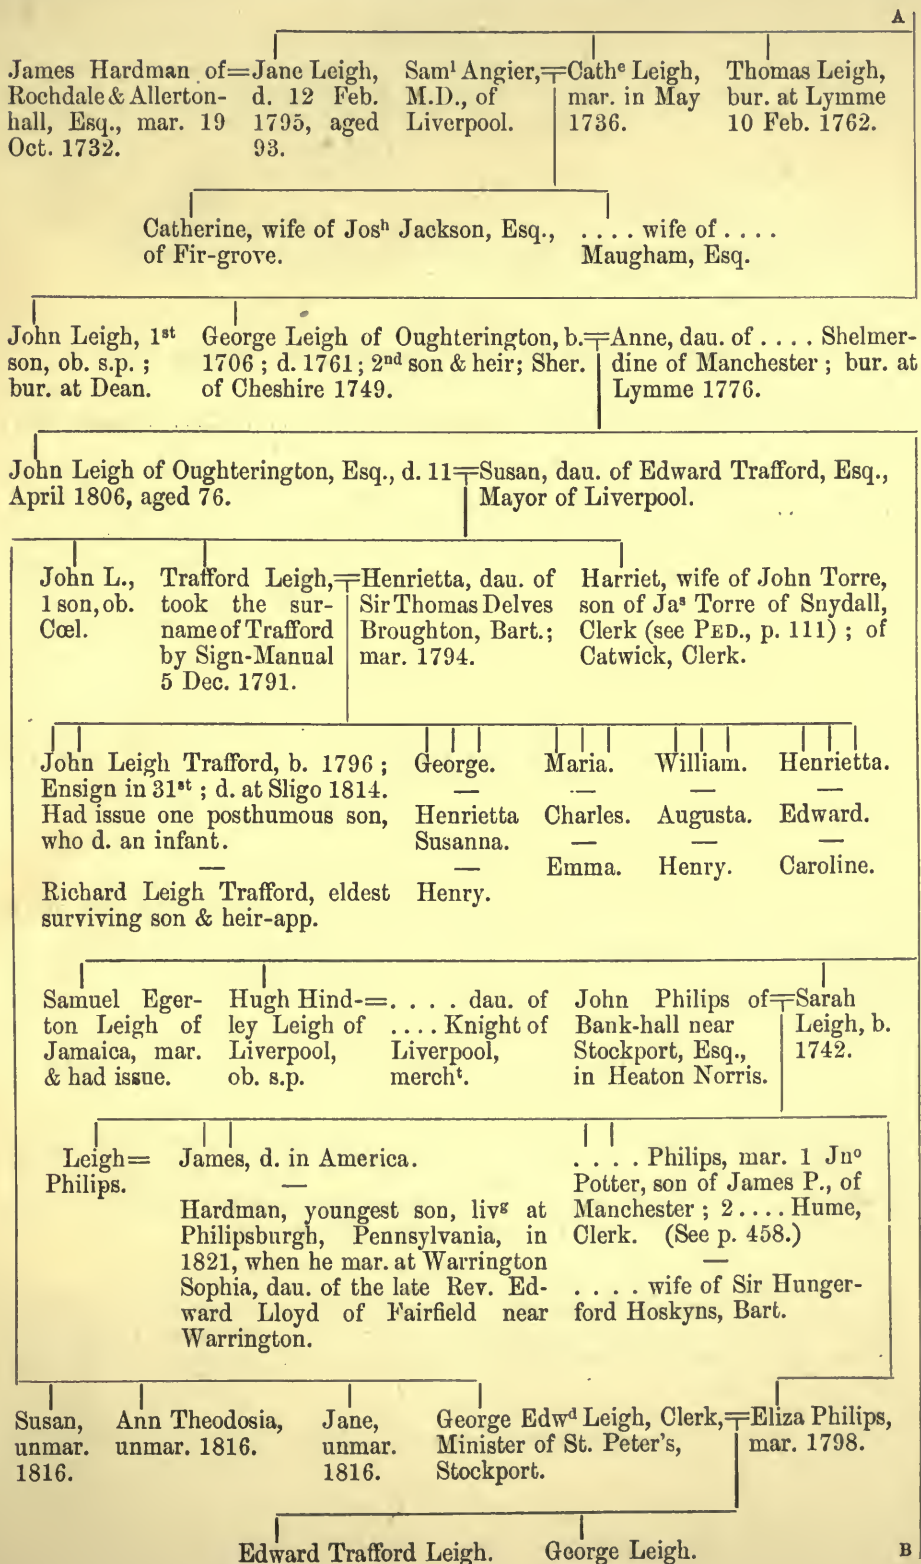 A
James Hardman of=Jane Leigh,
Rochdale & Allerton- d. 12 Feb.
hall, Esq., mar. 19 1795, aged
Oct. 1732. 93.
Samˡ Angier,=Cathᵉ Leigh,
M.D., of mar. in May
Liverpool. 1736.
Thomas Leigh,
bur. at Lymme
10 Feb. 1762.
Catherine, wife of Josʰ Jackson, Esq.,
of Fir-grove.
. . . . wife of . . . .
Maugham, Esq.
John Leigh, 1ˢᵗ
son, ob. s.p. ;
bur. at Dean.
George Leigh of Oughterington, b.=Anne, dau. of . . . . Shelmer-
1706 ; d. 1761 ; 2ⁿᵈ son & heir; Sher. dine of Manchester ; bur. at
of Cheshire 1749. Lymme 1776.
John Leigh of Oughterington, Esq., d. 11=Susan, dau. of Edward Trafford, Esq.,
April 1806, aged 76. Mayor of Liverpool.
John L.,
1 son, ob.
Cœl.
Trafford Leigh,=Henrietta, dau. of
took the sur- Sir Thomas Delves
name of Trafford Broughton, Bart.;
by Sign-Manual mar. 1794.
5 Dec. 1791.
Harriet, wife of John Torre,
son of Jaˢ Torre of Snydall,
Clerk (see PED., p. 111) ; of
Catwick, Clerk.
John Leigh Trafford, b. 1796 ;
Ensign in 31ˢᵗ ; d. at Sligo 1814.
Had issue one posthumous son,
who d. an infant.
—
Richard Leigh Trafford, eldest
surviving son & heir-app.
George.
—
Henrietta
Susanna.
—
Henry.
Maria.
—
Charles.
—
Emma.
William.
—
Augusta.
—
Henry.
Henrietta.
—
Edward.
—
Caroline.
Samuel Eger-
ton Leigh of
Jamaica, mar.
& had issue.
Hugh Hind-=. . . . dau. of
ley Leigh of . . . . Knight of
Liverpool, Liverpool,
ob. s.p. merchᵗ.
John Philips of=Sarah
Bank-hall near Leigh, b.
Stockport, Esq., 1742.
in Heaton Norris.
Leigh=
Philips.
James, d. in America.
—
Hardman, youngest son, livᵍ at
Philipsburgh, Pennsylvania, in
1821, when he mar. at Warrington
Sophia, dau. of the late Rev. Ed-
ward Lloyd of Fairfield near
Warrington.
. . . . Philips, mar. 1 Jnᵒ
Potter, son of James P., of
Manchester ; 2 . . . . Hume,
Clerk. (See p. 458.)
—
. . . . wife of Sir Hunger-
ford Hoskyns, Bart.
Susan,
unmar.
1816.
Ann Theodosia,
unmar. 1816.
Jane,
unmar.
1816.
George Edwᵈ Leigh, Clerk,=Eliza Philips,
Minister of St. Peter's, mar. 1798.
Stockport.
Edward Trafford Leigh. George Leigh.
B